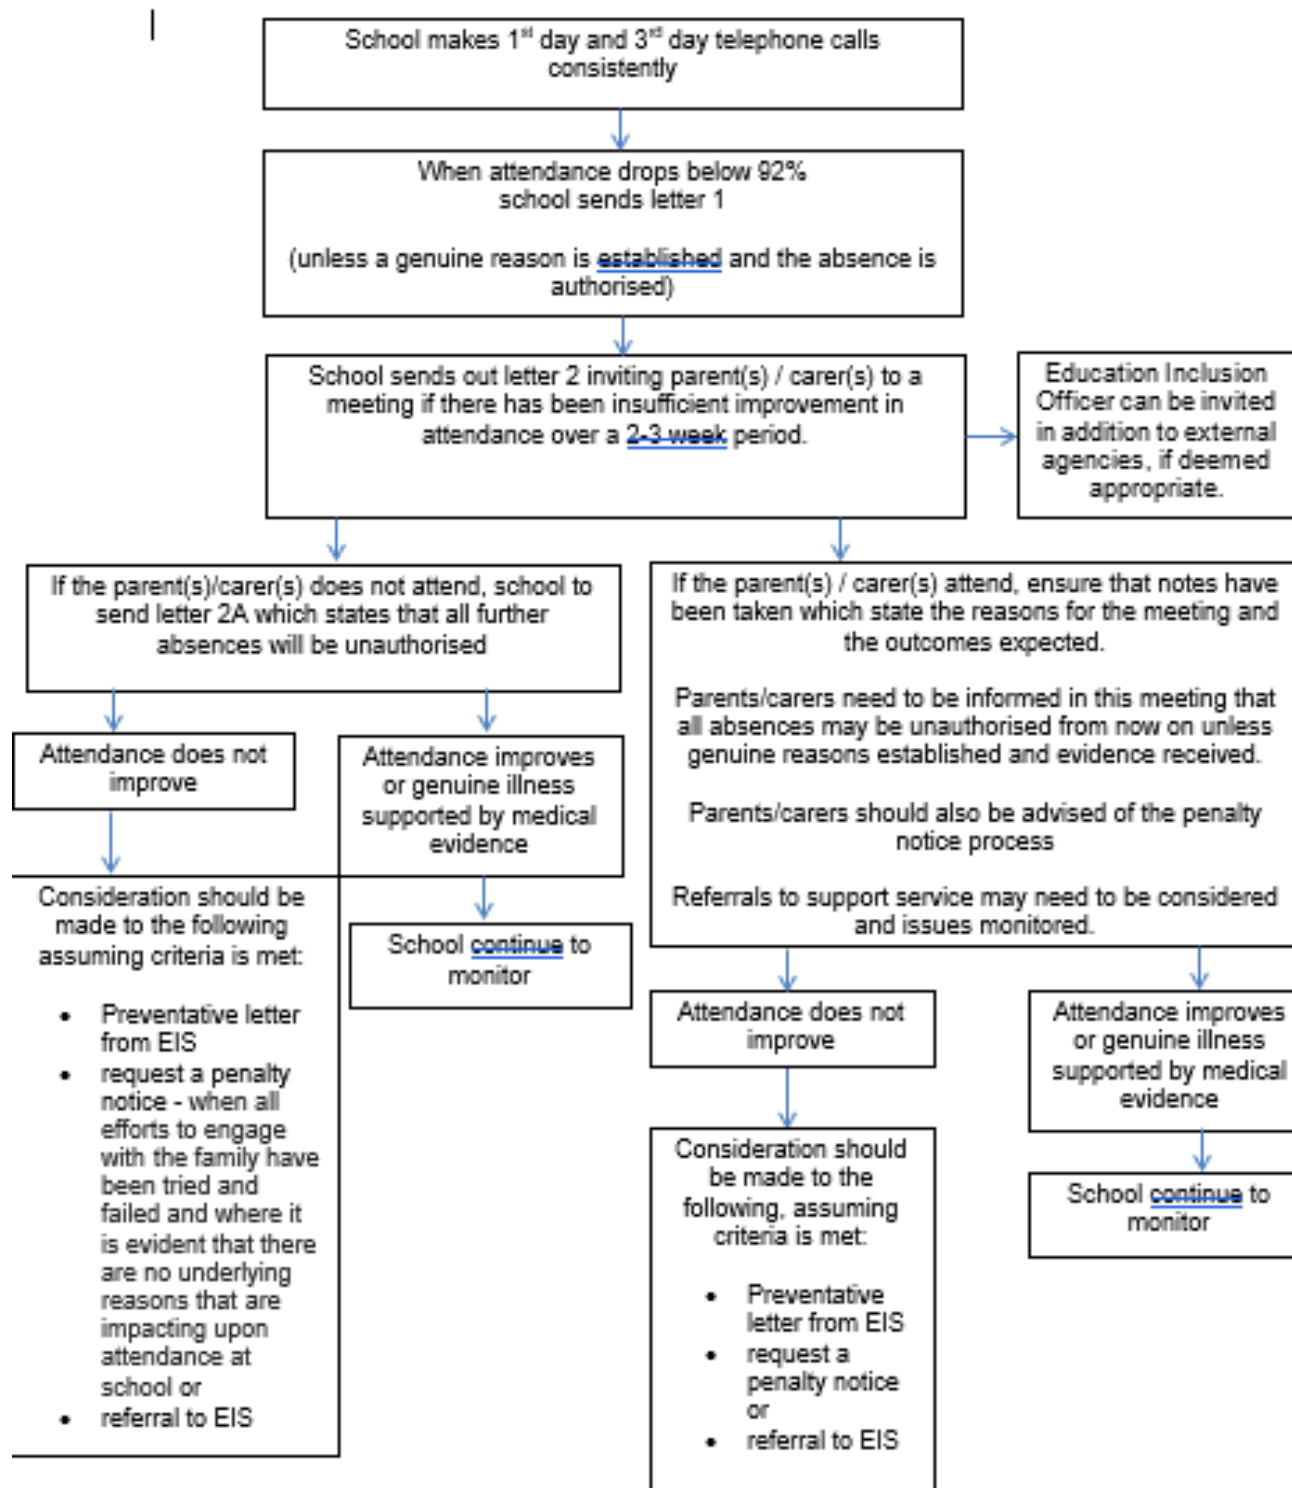 School makes 1st day and 3rd day telephone calls
consistently
When attendance drops below 92%
school sends letter 1
(unless a genuine reason is established and the absence is
authorised)
School sends out letter 2 inviting parent(s) / carer(s) to a
meeting if there has been insufficient improvement in
attendance over a 2-3 week period.
Education Inclusion
Officer can be invited
in addition to external
agencies, if deemed
appropriate.
If the parent(s)/carer(s) does not attend, school to
send letter 2A which states that all further
absences will be unauthorised
If the parent(s) / carer(s) attend, ensure that notes have
been taken which state the reasons for the meeting and
the outcomes expected.
Parents/carers need to be informed in this meeting that
all absences may be unauthorised from now on unless
genuine reasons established and evidence received.
Parents/carers should also be advised of the penalty
notice process
Referrals to support service may need to be considered
and issues monitored.
Attendance does not
improve
Attendance improves
or genuine illness
supported by medical
evidence
Consideration should be
made to the following
assuming criteria is met:
• Preventative letter
from EIS
• request a penalty
notice - when all
efforts to engage
with the family have
been tried and
failed and where it
is evident that there
are no underlying
reasons that are
impacting upon
attendance at
school or
• referral to EIS
School continue to
monitor
Attendance does not
improve
Attendance improves
or genuine illness
supported by medical
evidence
Consideration should
be made to the
following, assuming
criteria is met:
• Preventative
letter from EIS
• request a
penalty notice
or
• referral to EIS
School continue to
monitor